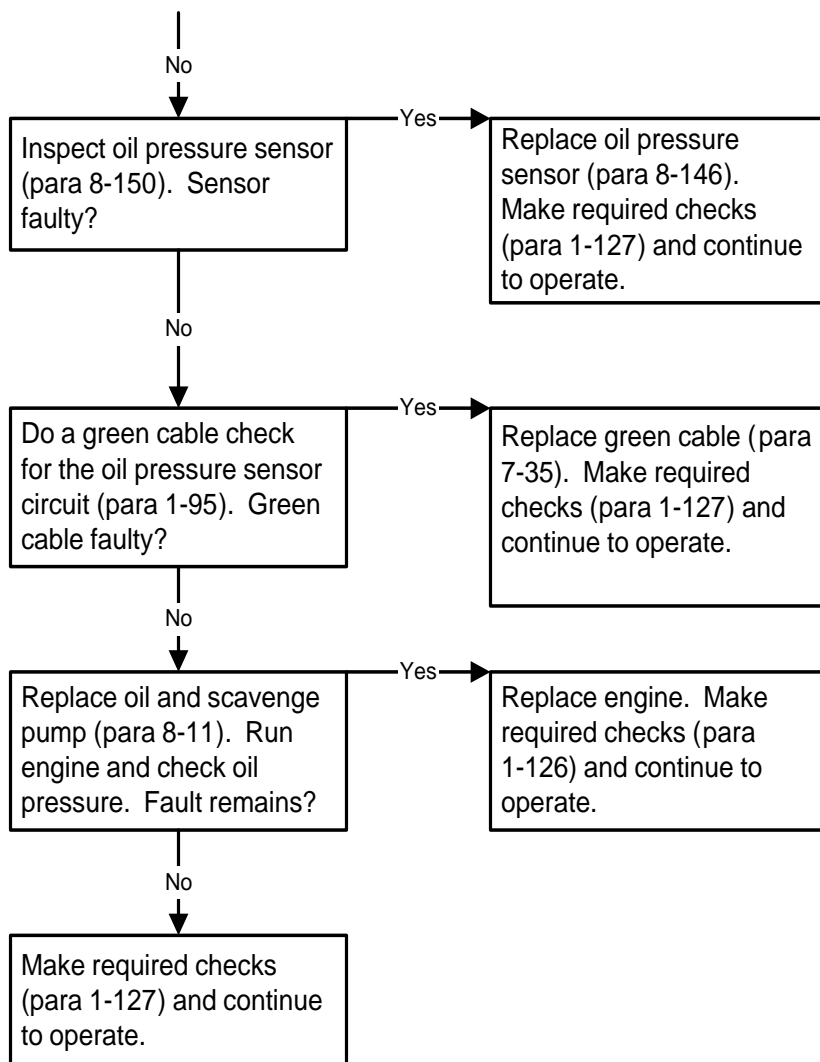 No
Inspect oil pressure sensor
(para 8-150).  Sensor
faulty?
Yes
Replace oil pressure
sensor (para 8-146).
Make required checks
(para 1-127) and continue
to operate.
No
Do a green cable check
for the oil pressure sensor
circuit (para 1-95).  Green
cable faulty?
Yes
Replace green cable (para
7-35).  Make required
checks (para 1-127) and
continue to operate.
No
Replace oil and scavenge
pump (para 8-11).  Run
engine and check oil
pressure.  Fault remains?
Yes
Replace engine.  Make
required checks (para
1-126) and continue to
operate.
No
Make required checks
(para 1-127) and continue
to operate.